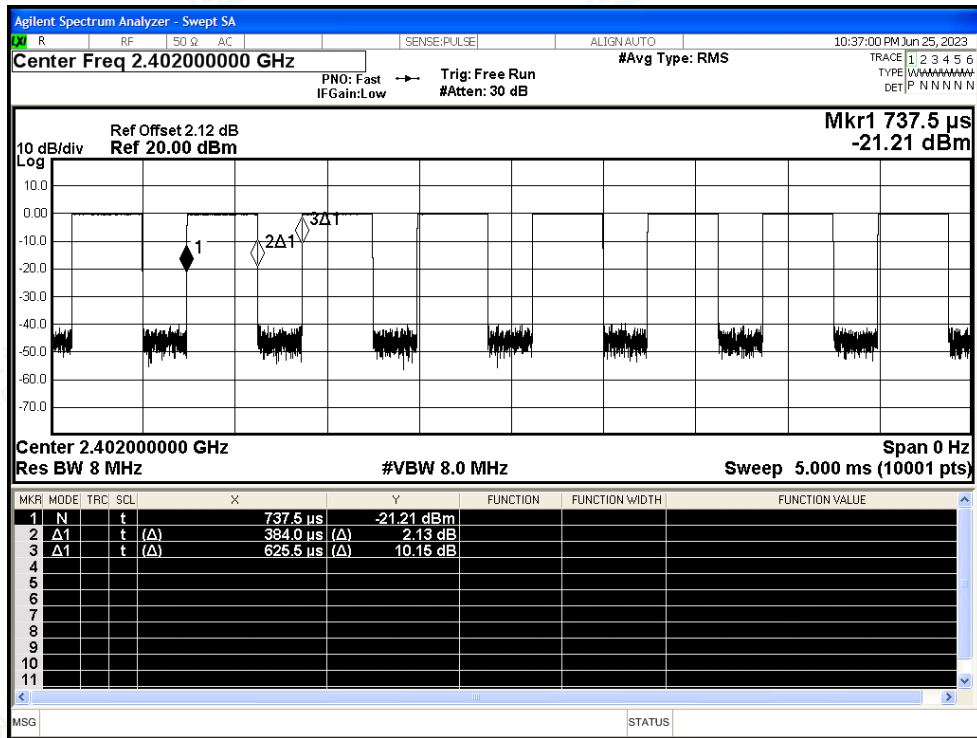 Agilent Spectrum Analyzer - Swept SA
LXI R RF 50 Ω AC SENSE:PULSE ALIGN AUTO 10:37:00 PM Jun 25, 2023
Center Freq 2.402000000 GHz #Avg Type: RMS TRACE 1 2 3 4 5 6
PNO: Fast Trig: Free Run TYPE W
IFGain:Low #Atten: 30 dB DET P N N N N N
Mkr1 737.5 µs
-21.21 dBm
Ref Offset 2.12 dB
10 dB/div Ref 20.00 dBm
Log
10.0
0.00
-10.0
-20.0
-30.0
-40.0
-50.0
-60.0
-70.0
1
2Δ1
3Δ1
Center 2.402000000 GHz Span 0 Hz
Res BW 8 MHz #VBW 8.0 MHz Sweep 5.000 ms (10001 pts)
MKR MODE TRC SCL X Y FUNCTION FUNCTION WIDTH FUNCTION VALUE
1 N t 737.5 µs -21.21 dBm
2 Δ1 t (Δ) 384.0 µs (Δ) 2.13 dB
3 Δ1 t (Δ) 625.5 µs (Δ) 10.15 dB
4
5
6
7
8
9
10
11
MSG STATUS